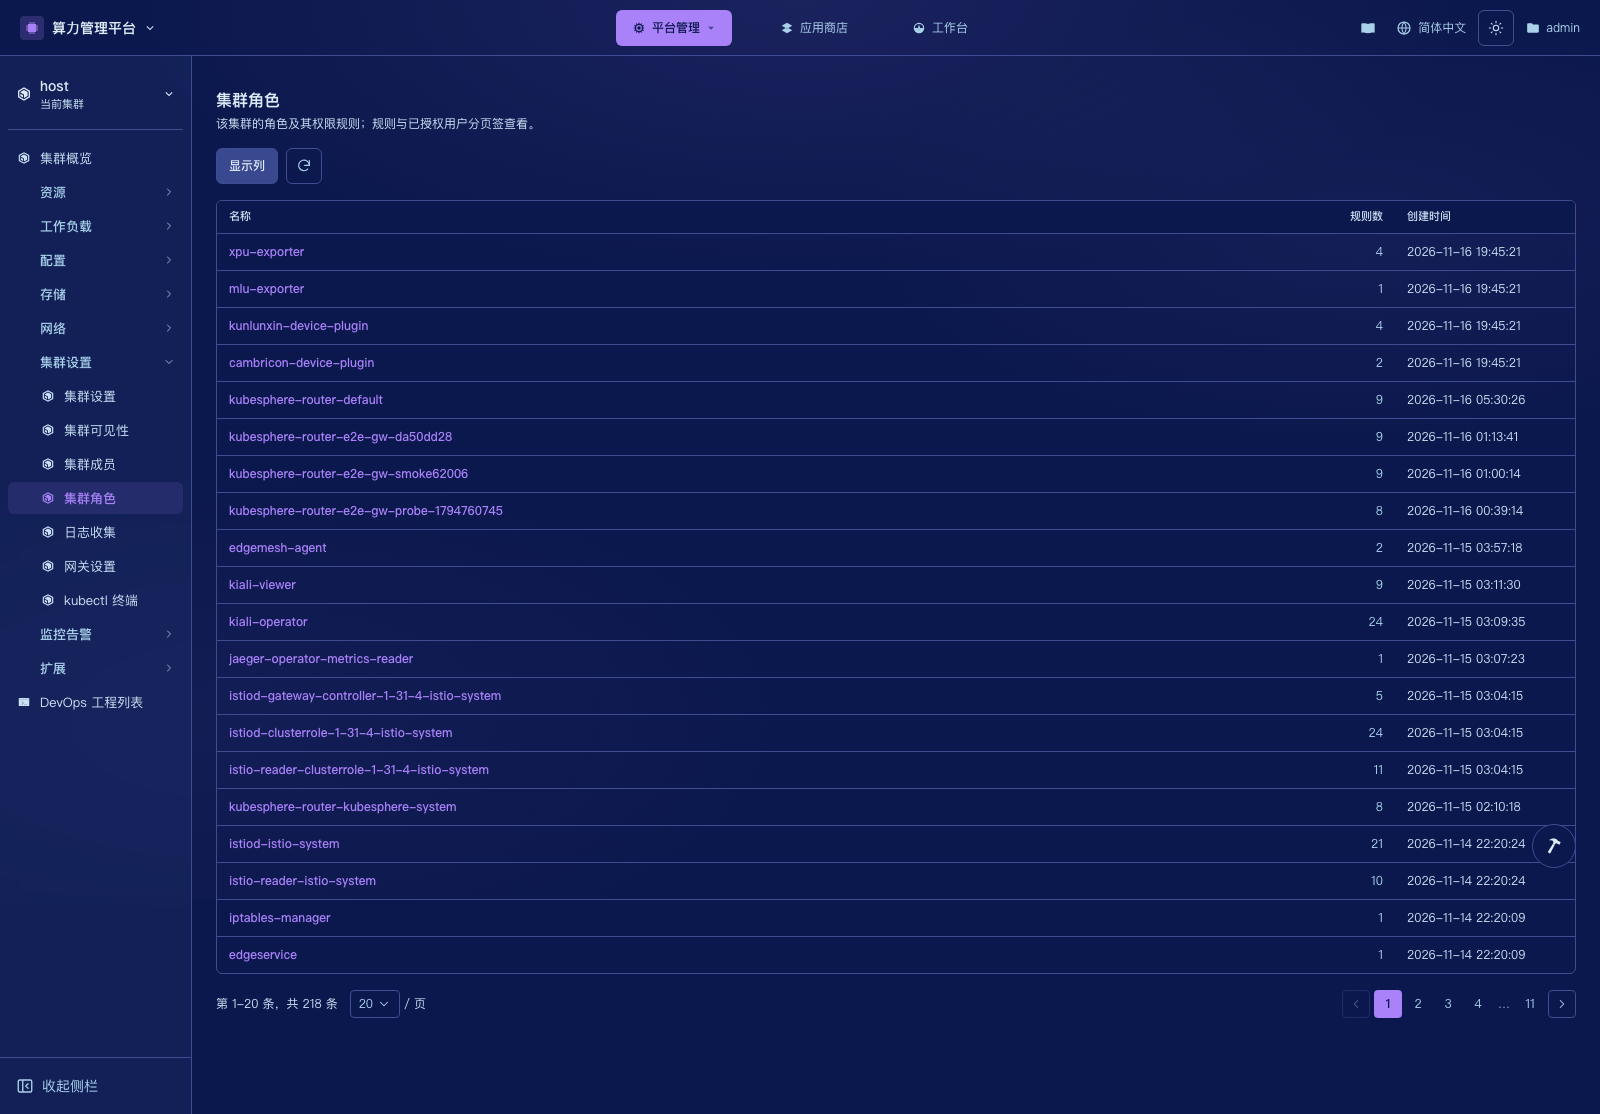 算力管理平台
平台管理
应用商店
工作台
简体中文
admin
host
当前集群
集群概览
资源
工作负载
配置
存储
网络
集群设置
集群设置
集群可见性
集群成员
集群角色
日志收集
网关设置
kubectl 终端
监控告警
扩展
DevOps 工程列表
收起侧栏
集群角色
该集群的角色及其权限规则；规则与已授权用户分页签查看。
显示列
名称 规则数 创建时间
xpu-exporter 4 2026-11-16 19:45:21
mlu-exporter 1 2026-11-16 19:45:21
kunlunxin-device-plugin 4 2026-11-16 19:45:21
cambricon-device-plugin 2 2026-11-16 19:45:21
kubesphere-router-default 9 2026-11-16 05:30:26
kubesphere-router-e2e-gw-da50dd28 9 2026-11-16 01:13:41
kubesphere-router-e2e-gw-smoke62006 9 2026-11-16 01:00:14
kubesphere-router-e2e-gw-probe-1794760745 8 2026-11-16 00:39:14
edgemesh-agent 2 2026-11-15 03:57:18
kiali-viewer 9 2026-11-15 03:11:30
kiali-operator 24 2026-11-15 03:09:35
jaeger-operator-metrics-reader 1 2026-11-15 03:07:23
istiod-gateway-controller-1-31-4-istio-system 5 2026-11-15 03:04:15
istiod-clusterrole-1-31-4-istio-system 24 2026-11-15 03:04:15
istio-reader-clusterrole-1-31-4-istio-system 11 2026-11-15 03:04:15
kubesphere-router-kubesphere-system 8 2026-11-15 02:10:18
istiod-istio-system 21 2026-11-14 22:20:24
istio-reader-istio-system 10 2026-11-14 22:20:24
iptables-manager 1 2026-11-14 22:20:09
edgeservice 1 2026-11-14 22:20:09
第 1-20 条，共 218 条 20 / 页
1 2 3 4 … 11